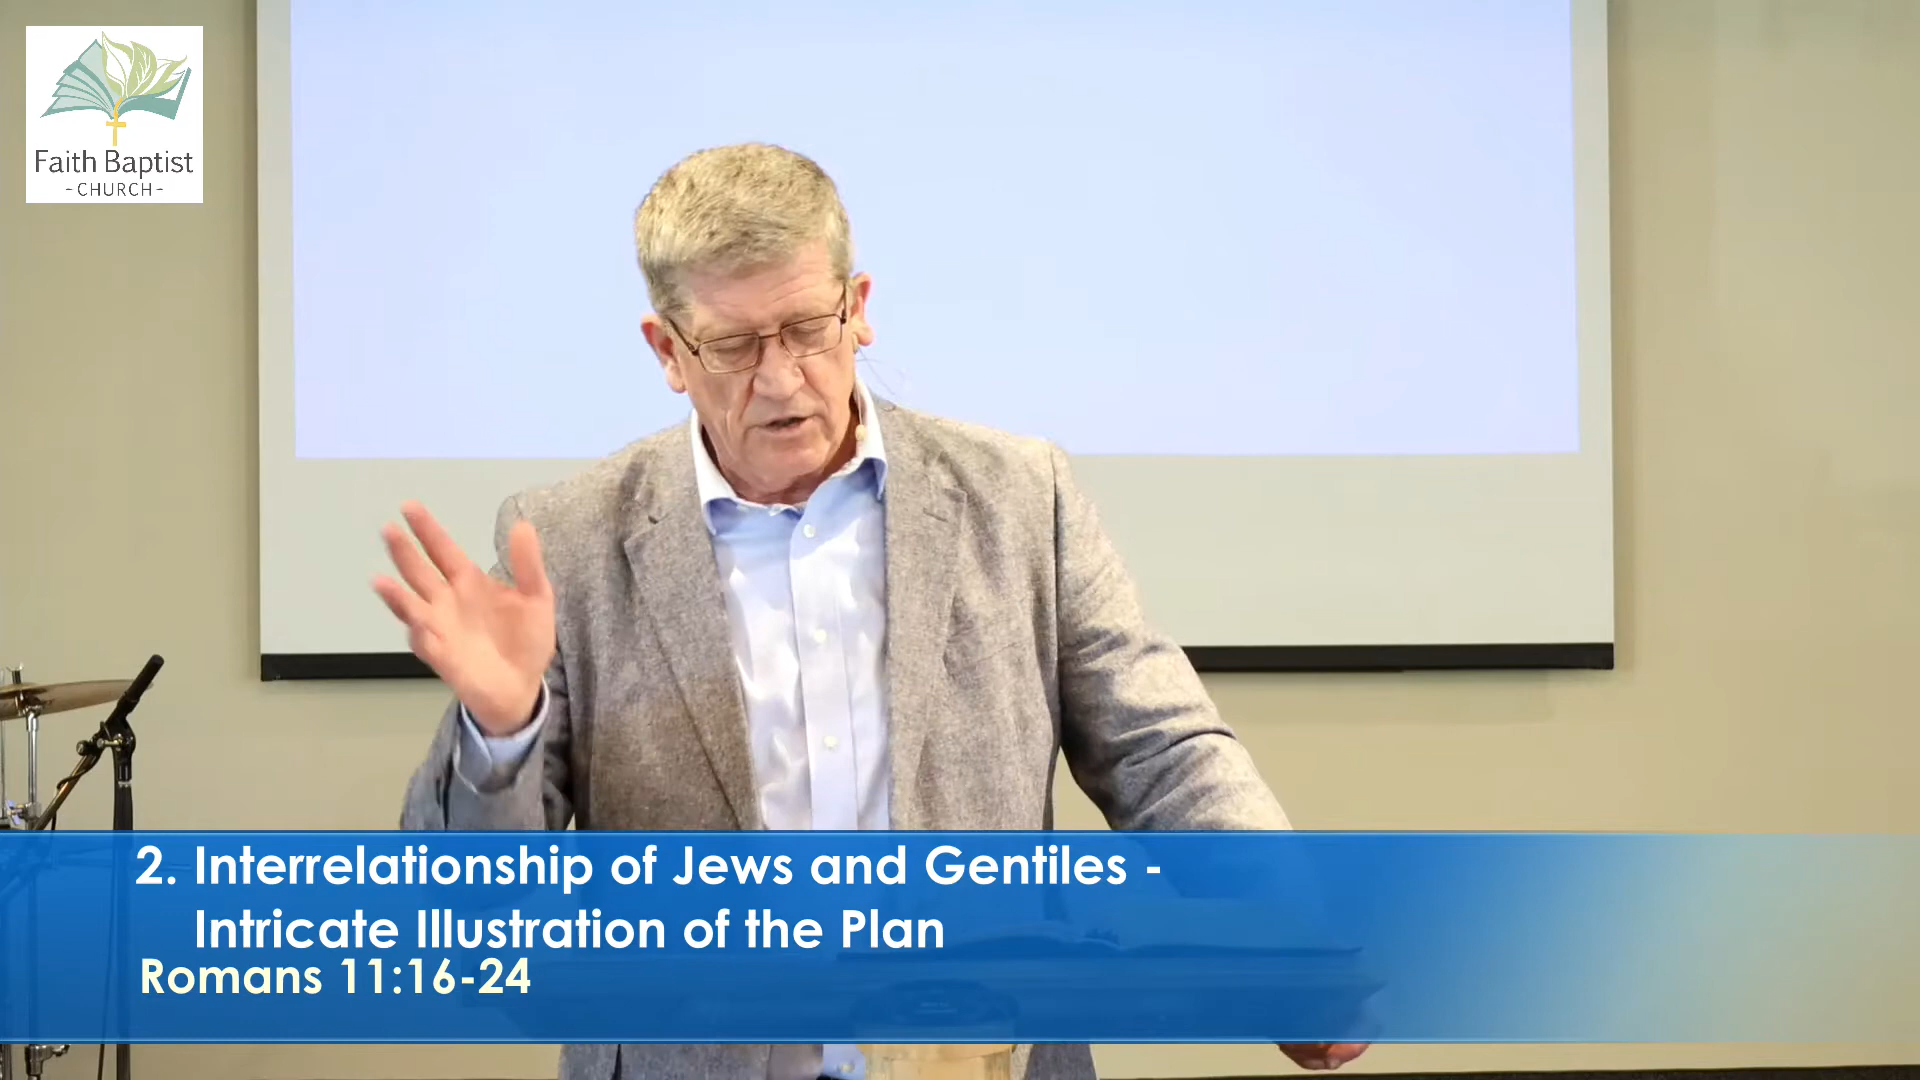 Faith Baptist
-CHURCH-
2. Interrelationship of Jews and Gentiles -
Intricate Illustration of the Plan
Romans 11:16-24